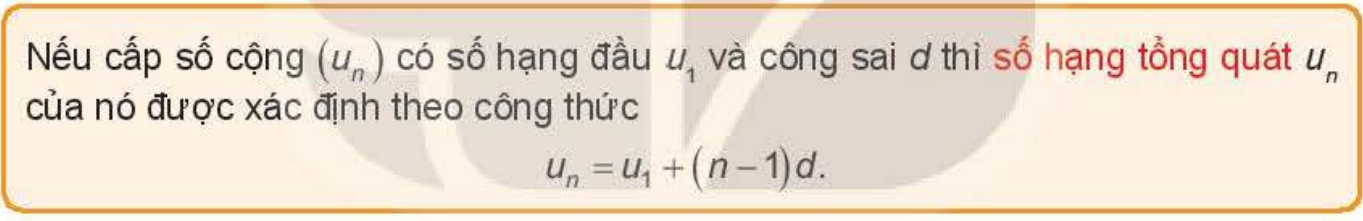 Nếu cấp số cộng (uₙ) có số hạng đầu u₁ và công sai d thì số hạng tổng quát uₙ
của nó được xác định theo công thức
uₙ = u₁ + (n − 1)d.